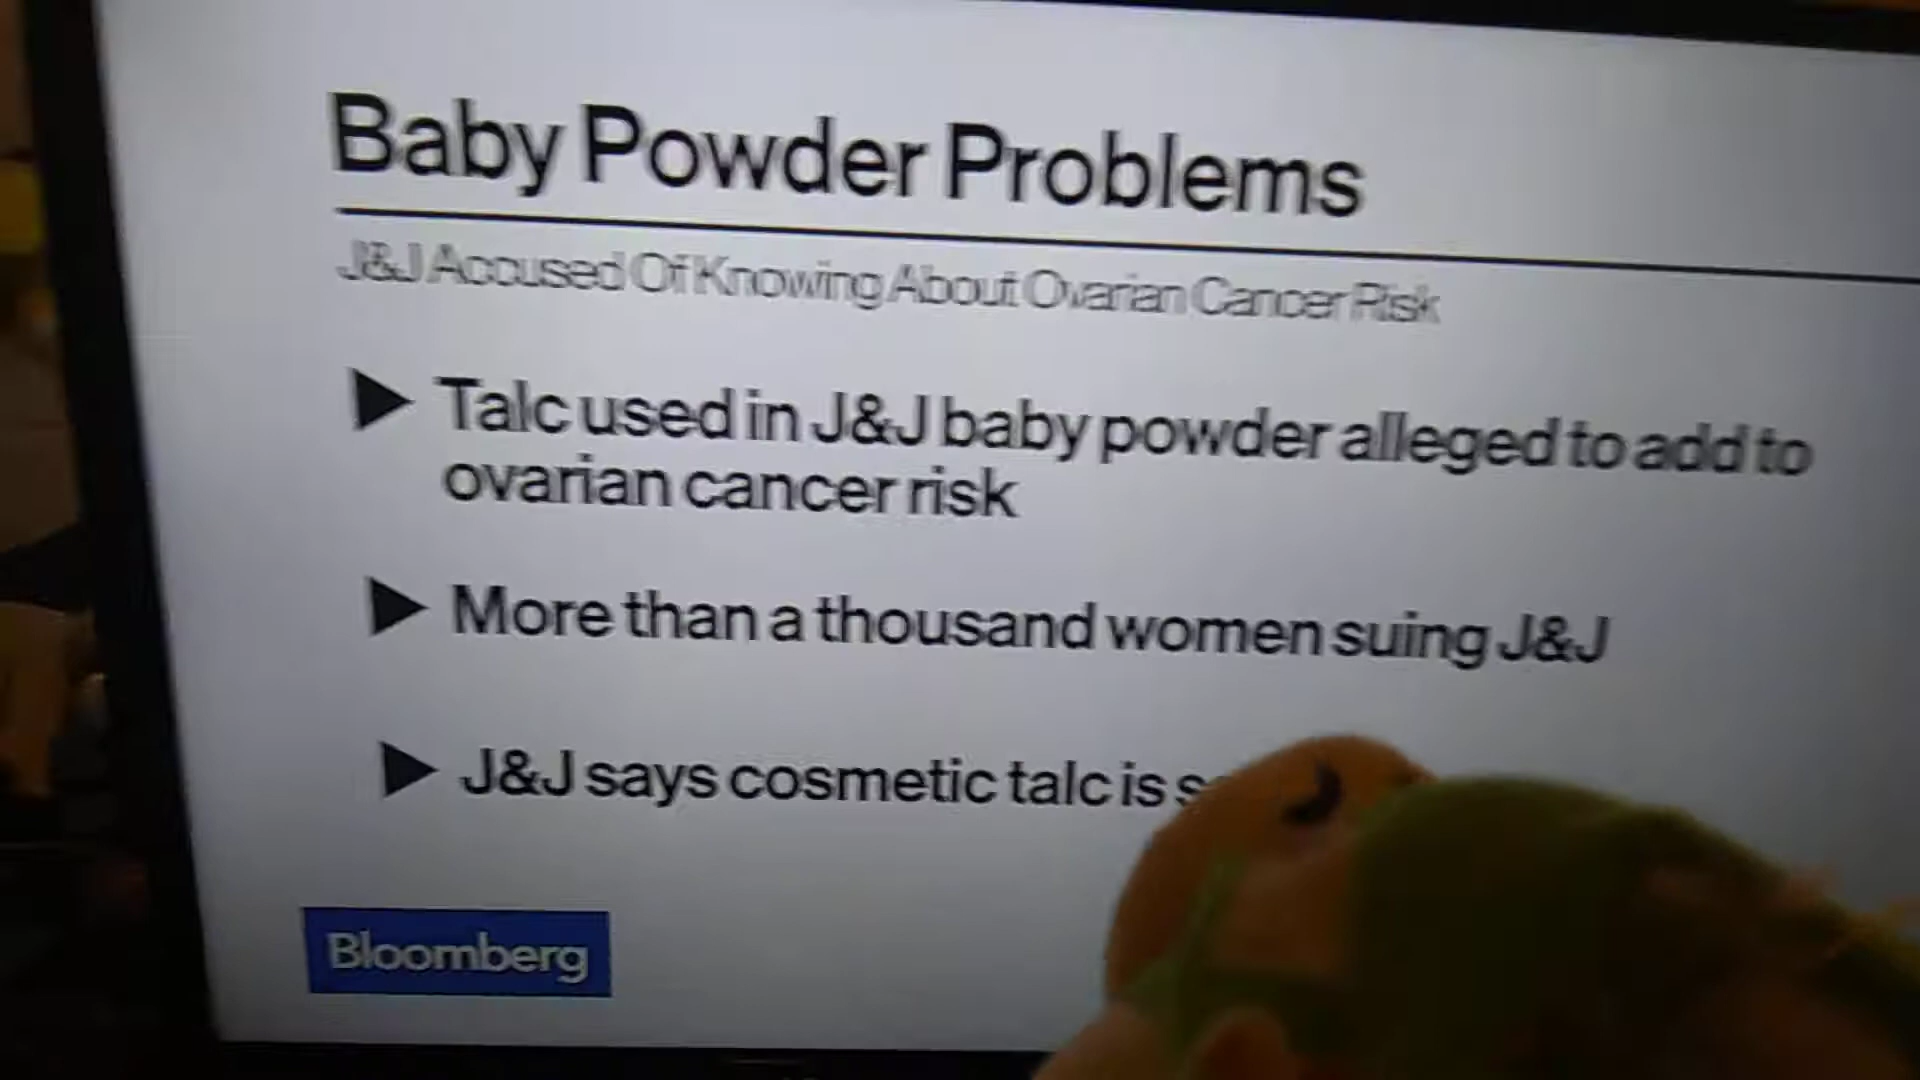 Baby Powder Problems
J&J Accused Of Knowing About Ovarian Cancer Risk
Talc used in J&J baby powder alleged to add to
ovarian cancer risk
More than a thousand women suing J&J
J&J says cosmetic talc is
Bloomberg